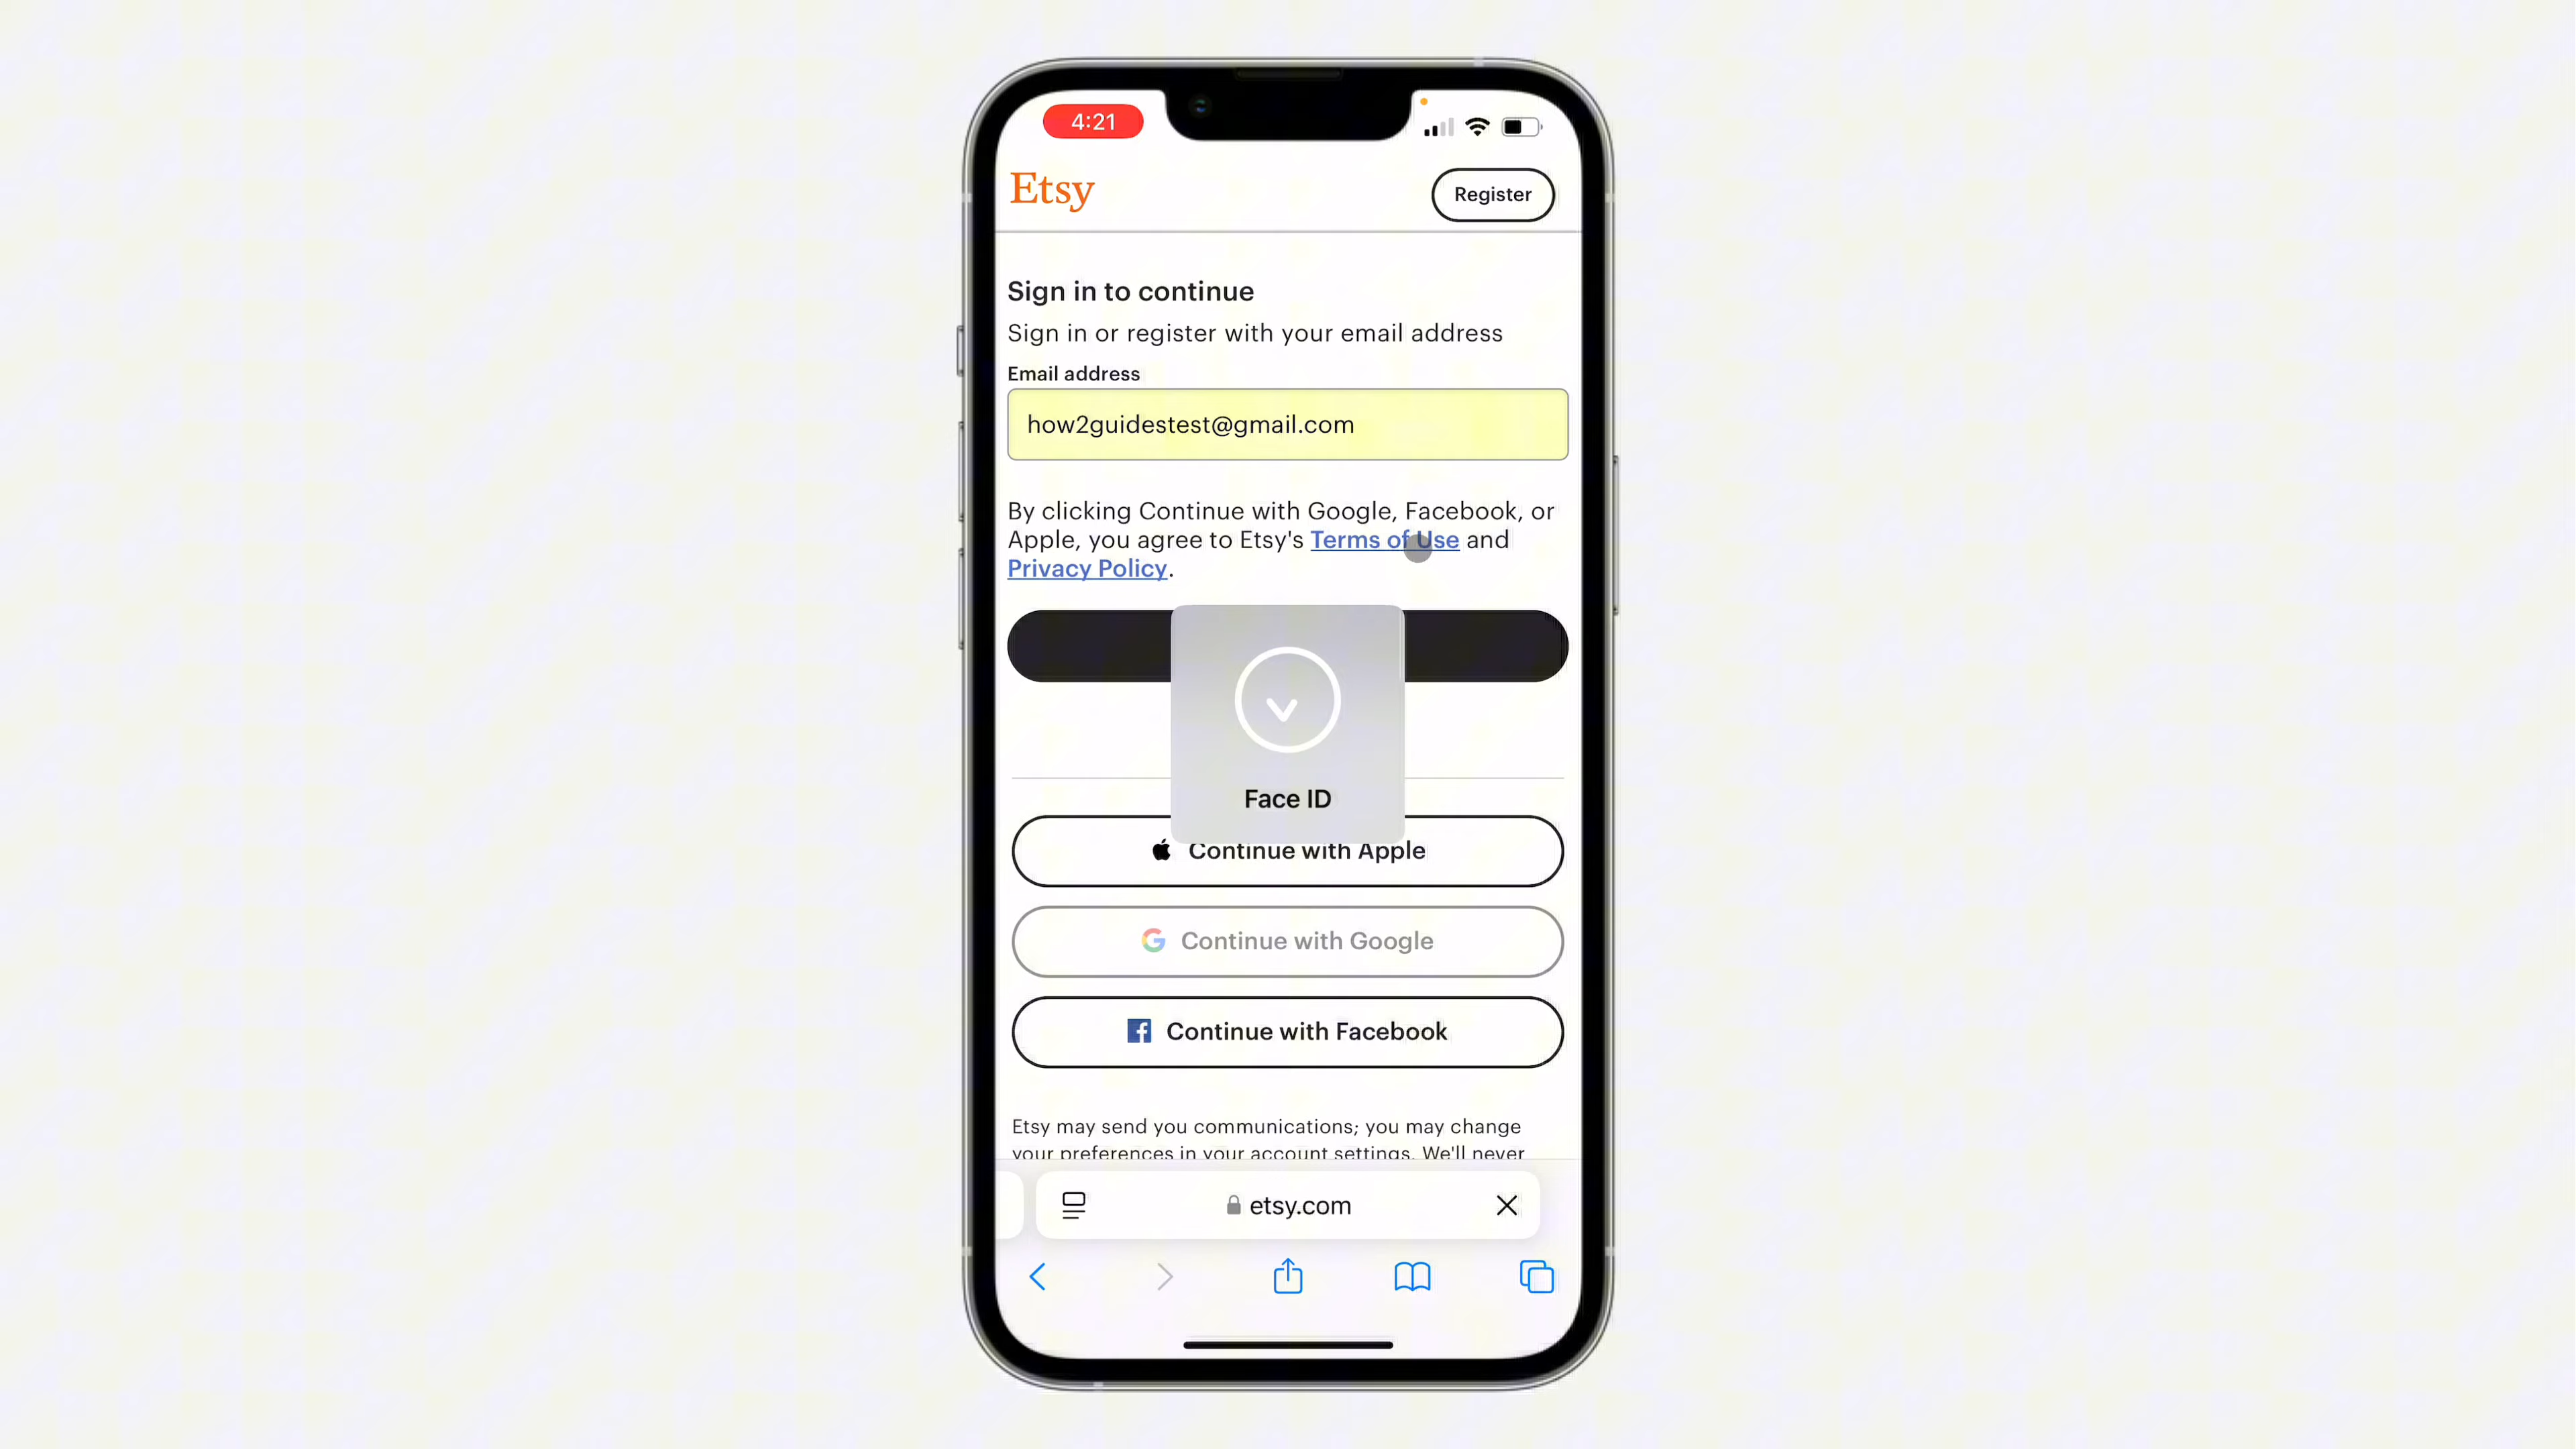 4:21
Etsy
Register
Sign in to continue
Sign in or register with your email address
Email address
how2guidestest@gmail.com
By clicking Continue with Google, Facebook, or
Apple, you agree to Etsy's Terms of Use and
Privacy Policy.
Face ID
Continue with Apple
Continue with Google
Continue with Facebook
Etsy may send you communications; you may change
your preferences in your account settings. We'll never
etsy.com